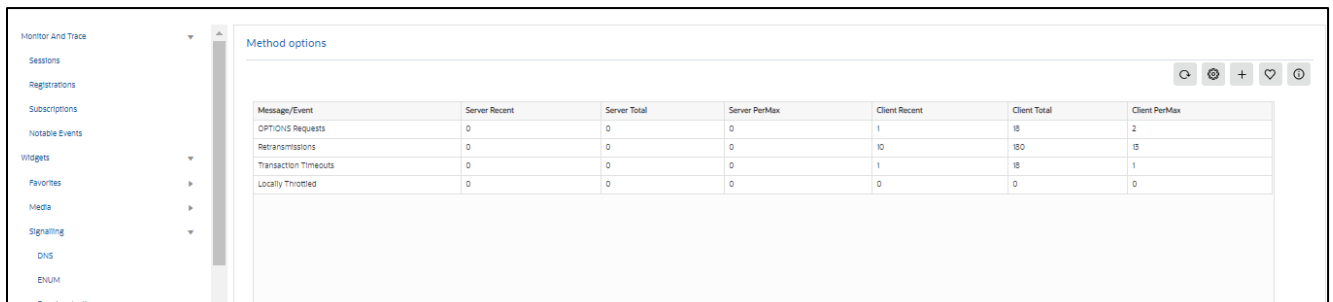 Monitor And Trace
Sessions
Registrations
Subscriptions
Notable Events
Widgets
Favorites
Media
Signalling
DNS
ENUM
Method options
Message/Event Server Recent Server Total Server PerMax Client Recent Client Total Client PerMax
OPTIONS Requests 0 0 0 1 18 2
Retransmissions 0 0 0 10 180 13
Transaction Timeouts 0 0 0 1 18 1
Locally Throttled 0 0 0 0 0 0